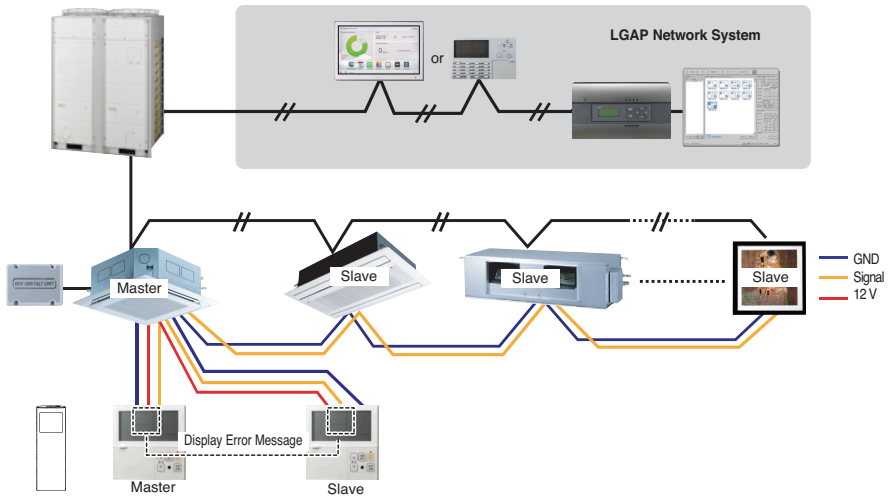 LGAP Network System
or
Master
Slave
Slave
Slave
GND
Signal
12 V
Display Error Message
Master
Slave